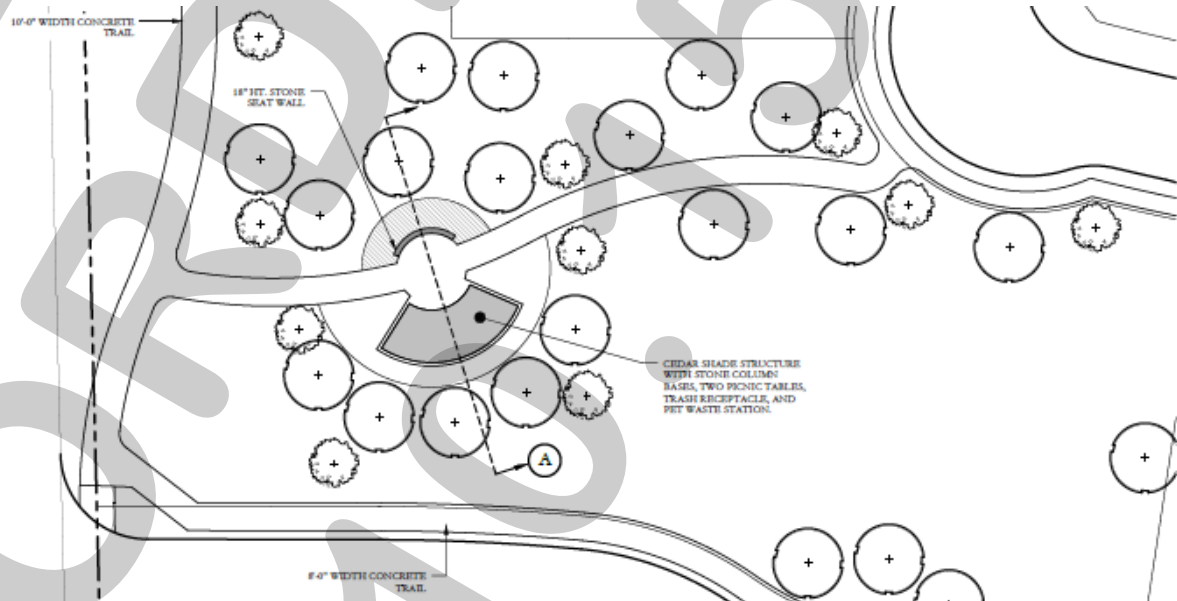 10'-0" WIDTH CONCRETE
TRAIL
18" HT. STONE
SEAT WALL
CEDAR SHADE STRUCTURE
WITH STONE COLUMN
BASES, TWO PICNIC TABLES,
TRASH RECEPTACLE, AND
PET WASTE STATION.
A
8'-0" WIDTH CONCRETE
TRAIL